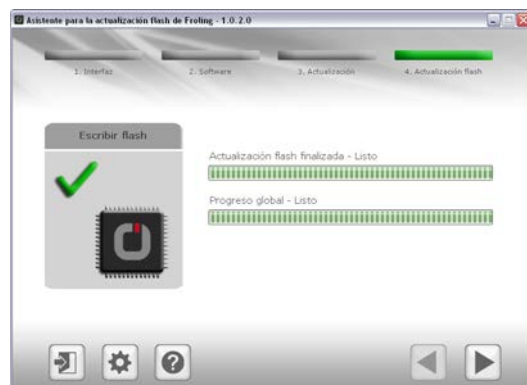 Asistente para la actualización flash de Froling - 1.0.2.0
1. Interfaz
2. Software
3. Actualización
4. Actualización flash
Escribir flash
Actualización flash finalizada - Listo
Progreso global - Listo